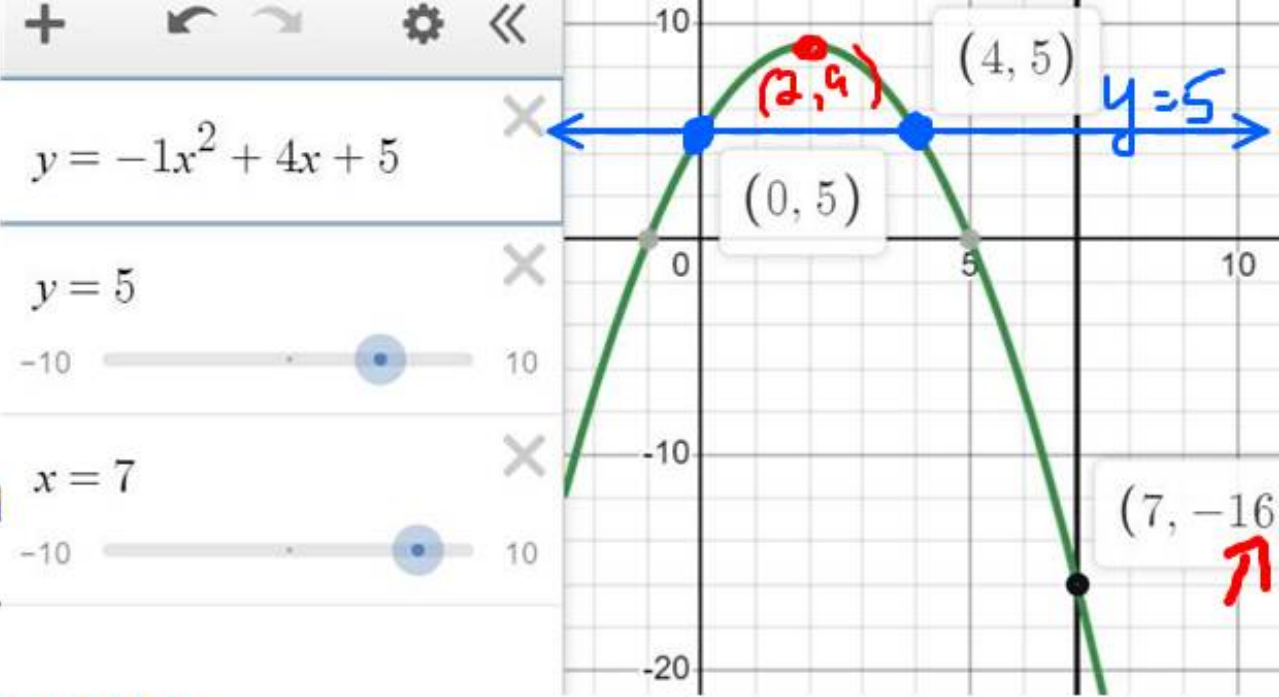 y = −1x² + 4x + 5
y = 5
−10 10
x = 7
−10 10
10
(2,9)
(4, 5)
y=5
(0, 5)
0 5 10
-10
(7, −16
-20